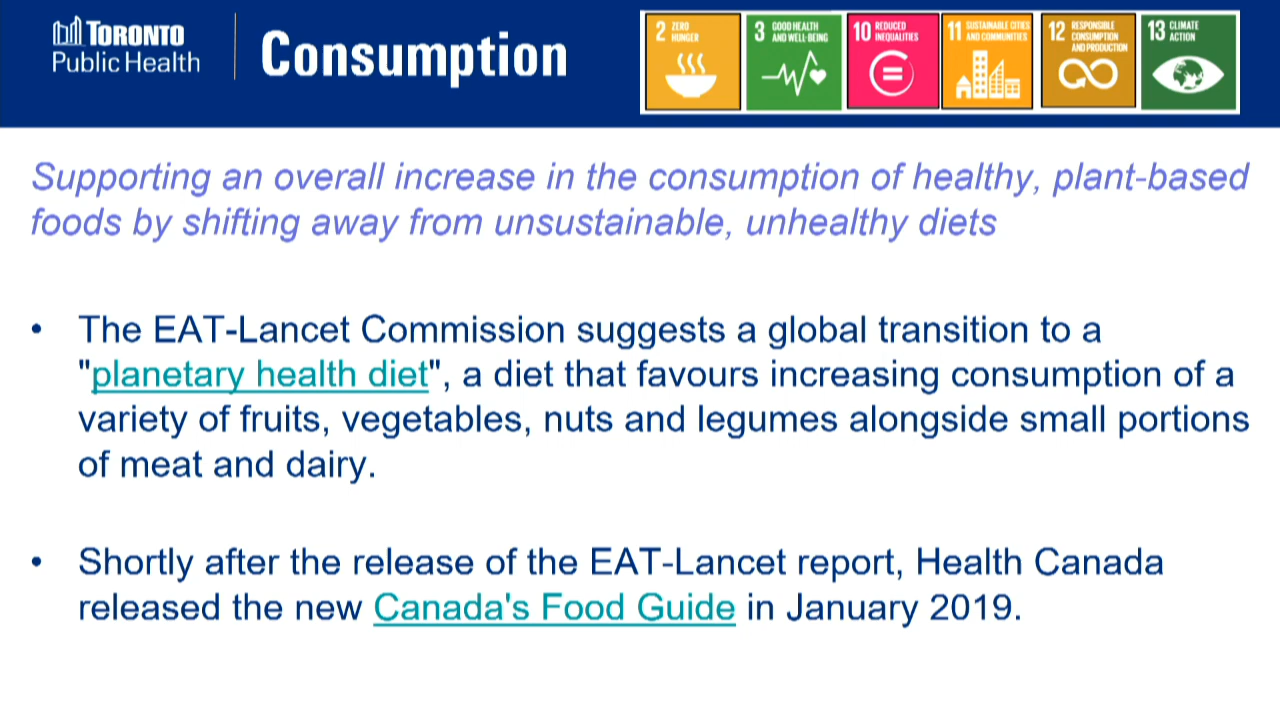 TORONTO
Public Health
Consumption
2 ZERO
HUNGER
3 GOOD HEALTH
AND WELL-BEING
10 REDUCED
INEQUALITIES
11 SUSTAINABLE CITIES
AND COMMUNITIES
12 RESPONSIBLE
CONSUMPTION
AND PRODUCTION
13 CLIMATE
ACTION
Supporting an overall increase in the consumption of healthy, plant-based
foods by shifting away from unsustainable, unhealthy diets
• The EAT-Lancet Commission suggests a global transition to a
"planetary health diet", a diet that favours increasing consumption of a
variety of fruits, vegetables, nuts and legumes alongside small portions
of meat and dairy.
• Shortly after the release of the EAT-Lancet report, Health Canada
released the new Canada's Food Guide in January 2019.